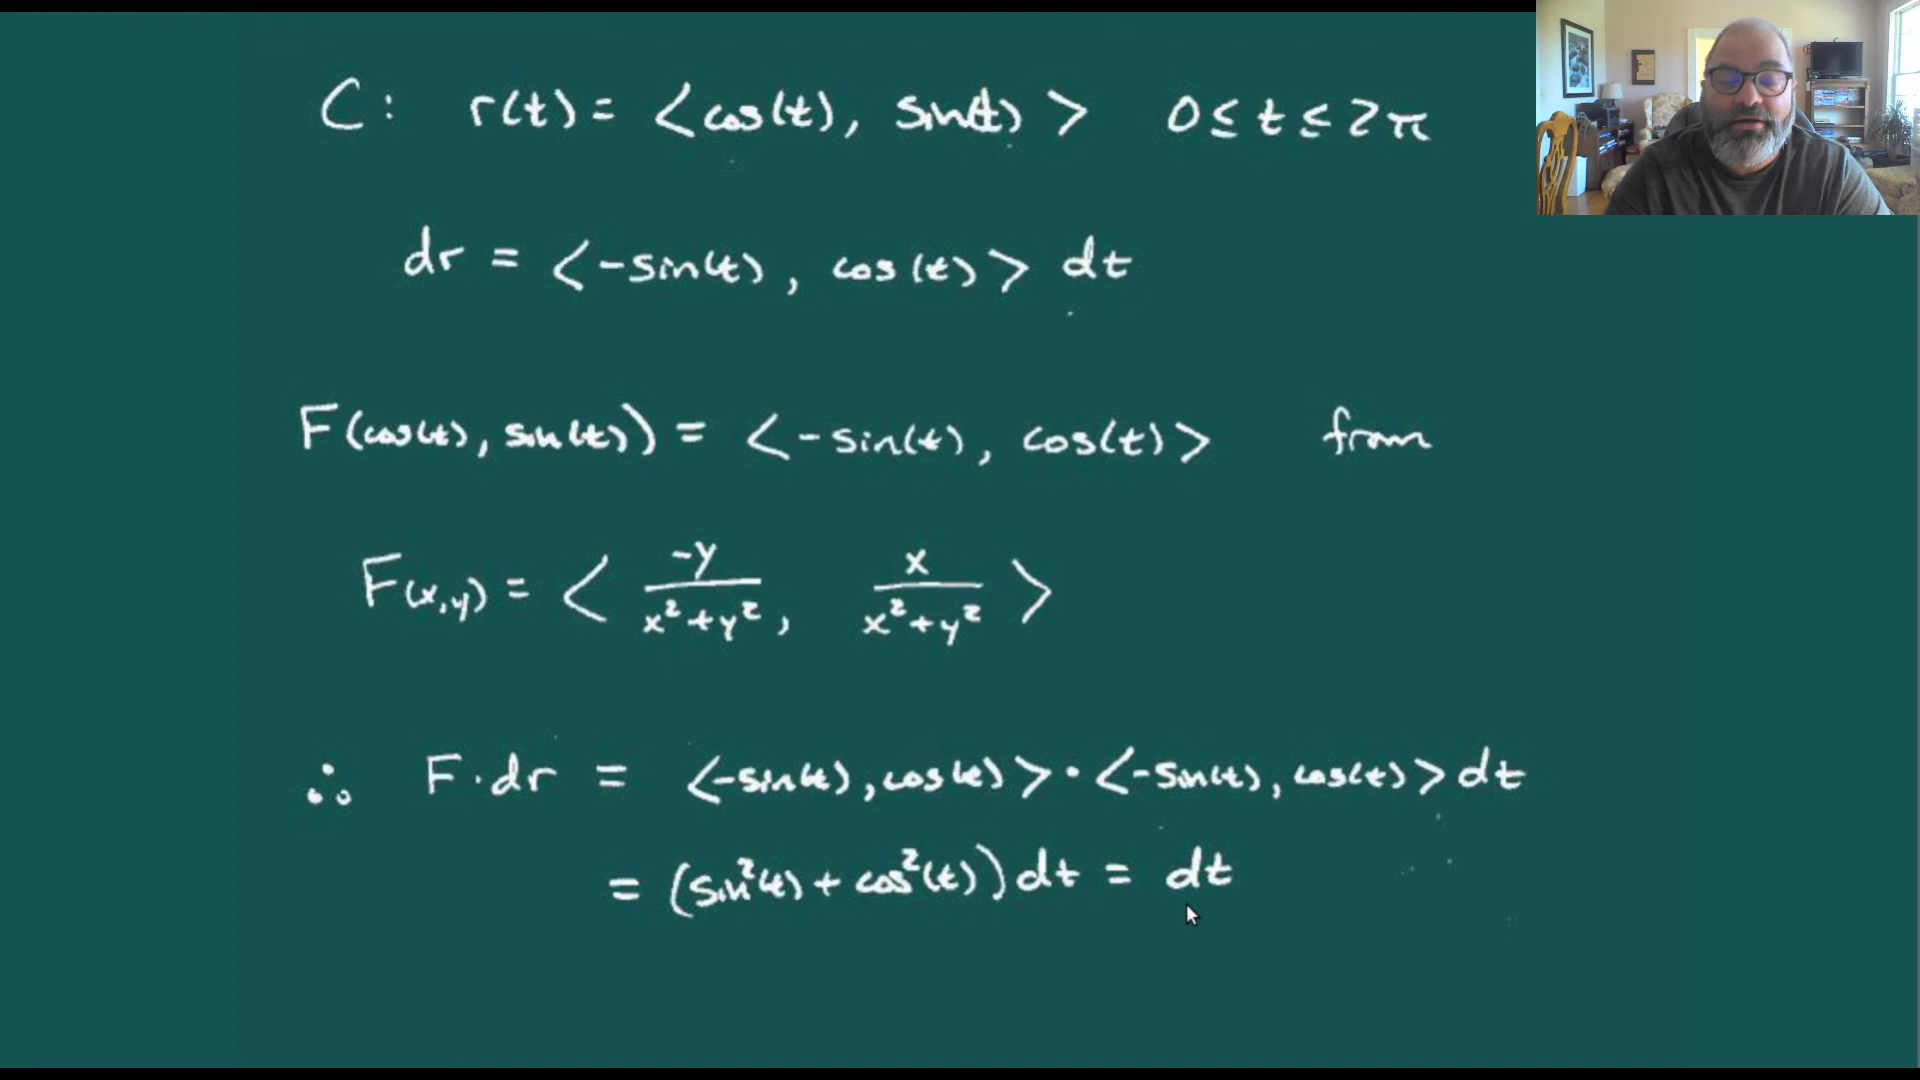 C: r(t) = <cos(t), sin(t)> 0 ≤ t ≤ 2π
dr = <-sin(t), cos(t)> dt
F(cos(t), sin(t)) = <-sin(t), cos(t)> from
F(x,y) = < -y/x²+y², x/x²+y² >
∴ F·dr = <-sin(t), cos(t)> · <-sin(t), cos(t)> dt
= (sin²(t) + cos²(t)) dt = dt